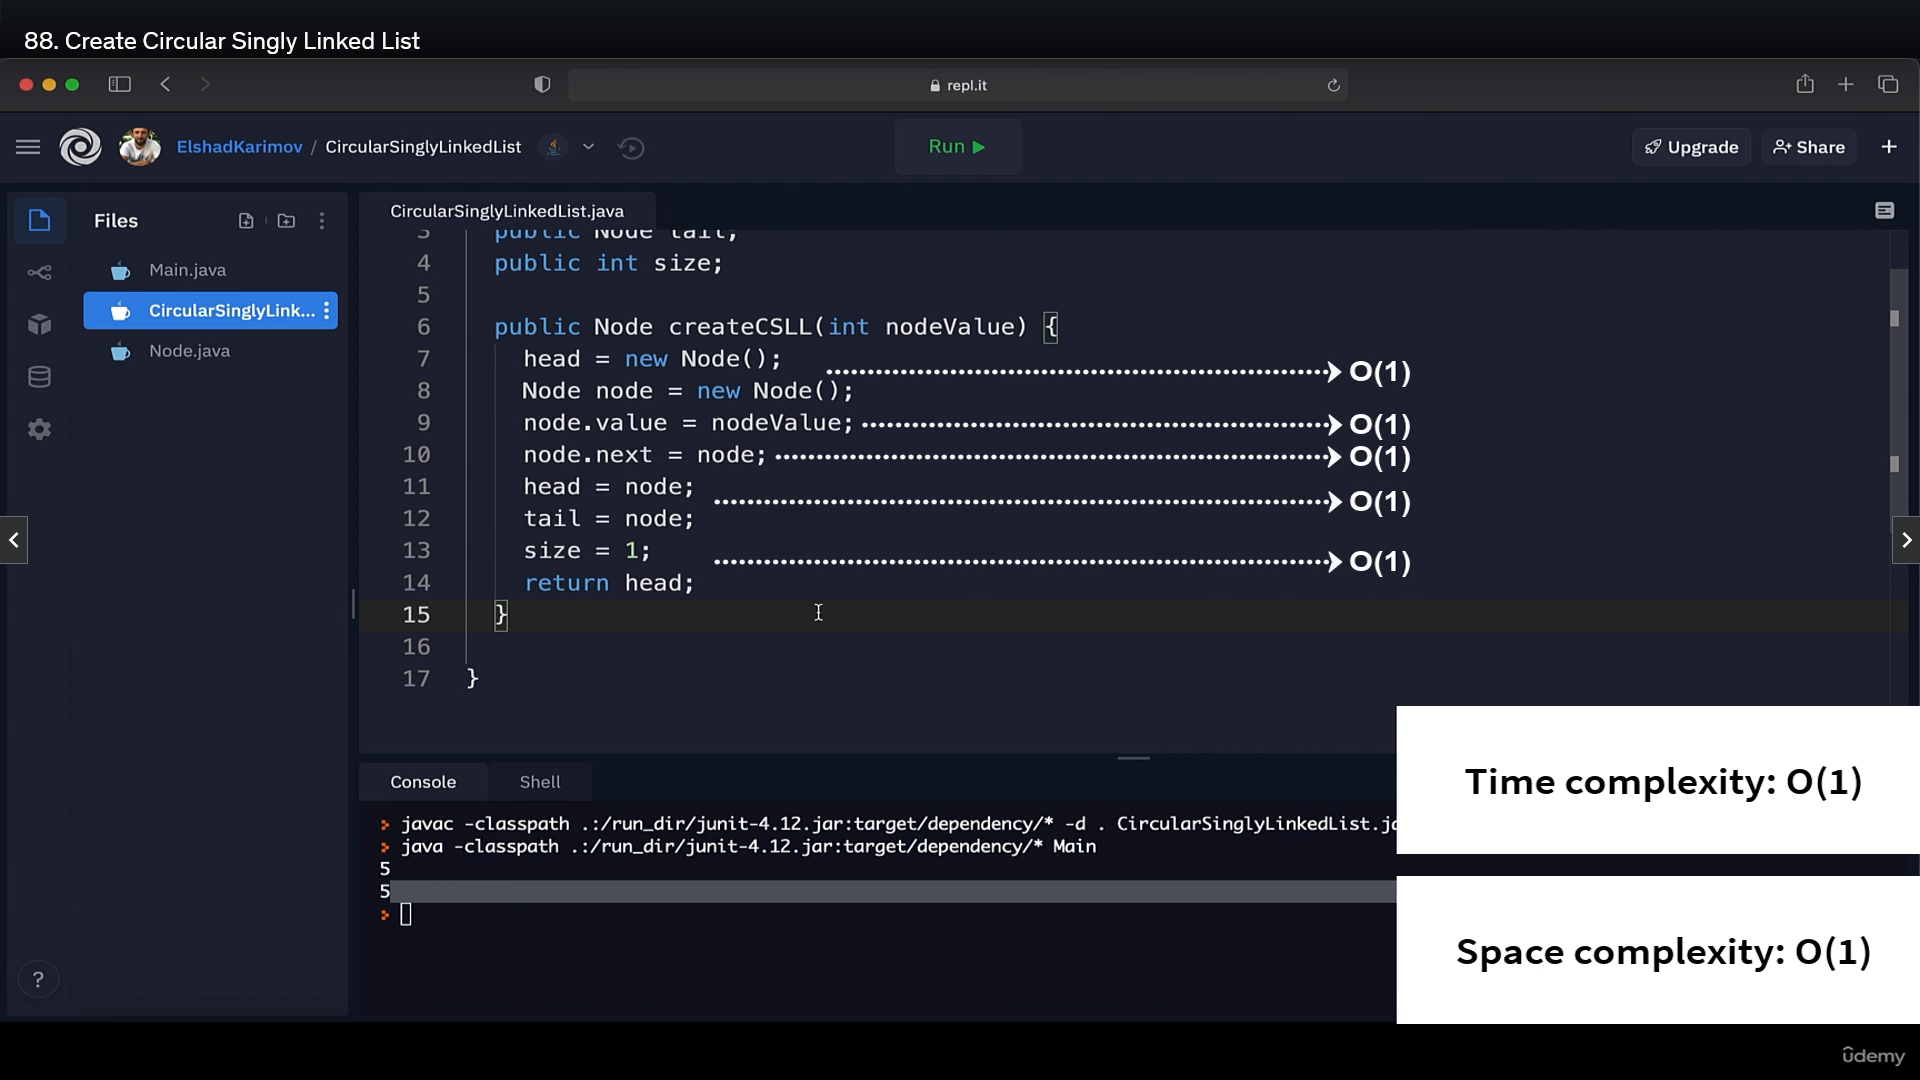 88. Create Circular Singly Linked List
repl.it
ElshadKarimov / CircularSinglyLinkedList
Run
Upgrade
Share
Files
Main.java
CircularSinglyLink...
Node.java
CircularSinglyLinkedList.java
3 public Node tail;
4 public int size;
5
6 public Node createCSLL(int nodeValue) {
7 head = new Node();
O(1)
8 Node node = new Node();
9 node.value = nodeValue; O(1)
10 node.next = node; O(1)
11 head = node;
O(1)
12 tail = node;
13 size = 1;
O(1)
14 return head;
15 }
16
17 }
Time complexity: O(1)
Space complexity: O(1)
Console Shell
> javac -classpath .:/run_dir/junit-4.12.jar:target/dependency/* -d . CircularSinglyLinkedList.ja
> java -classpath .:/run_dir/junit-4.12.jar:target/dependency/* Main
5
5
>
?
ûdemy